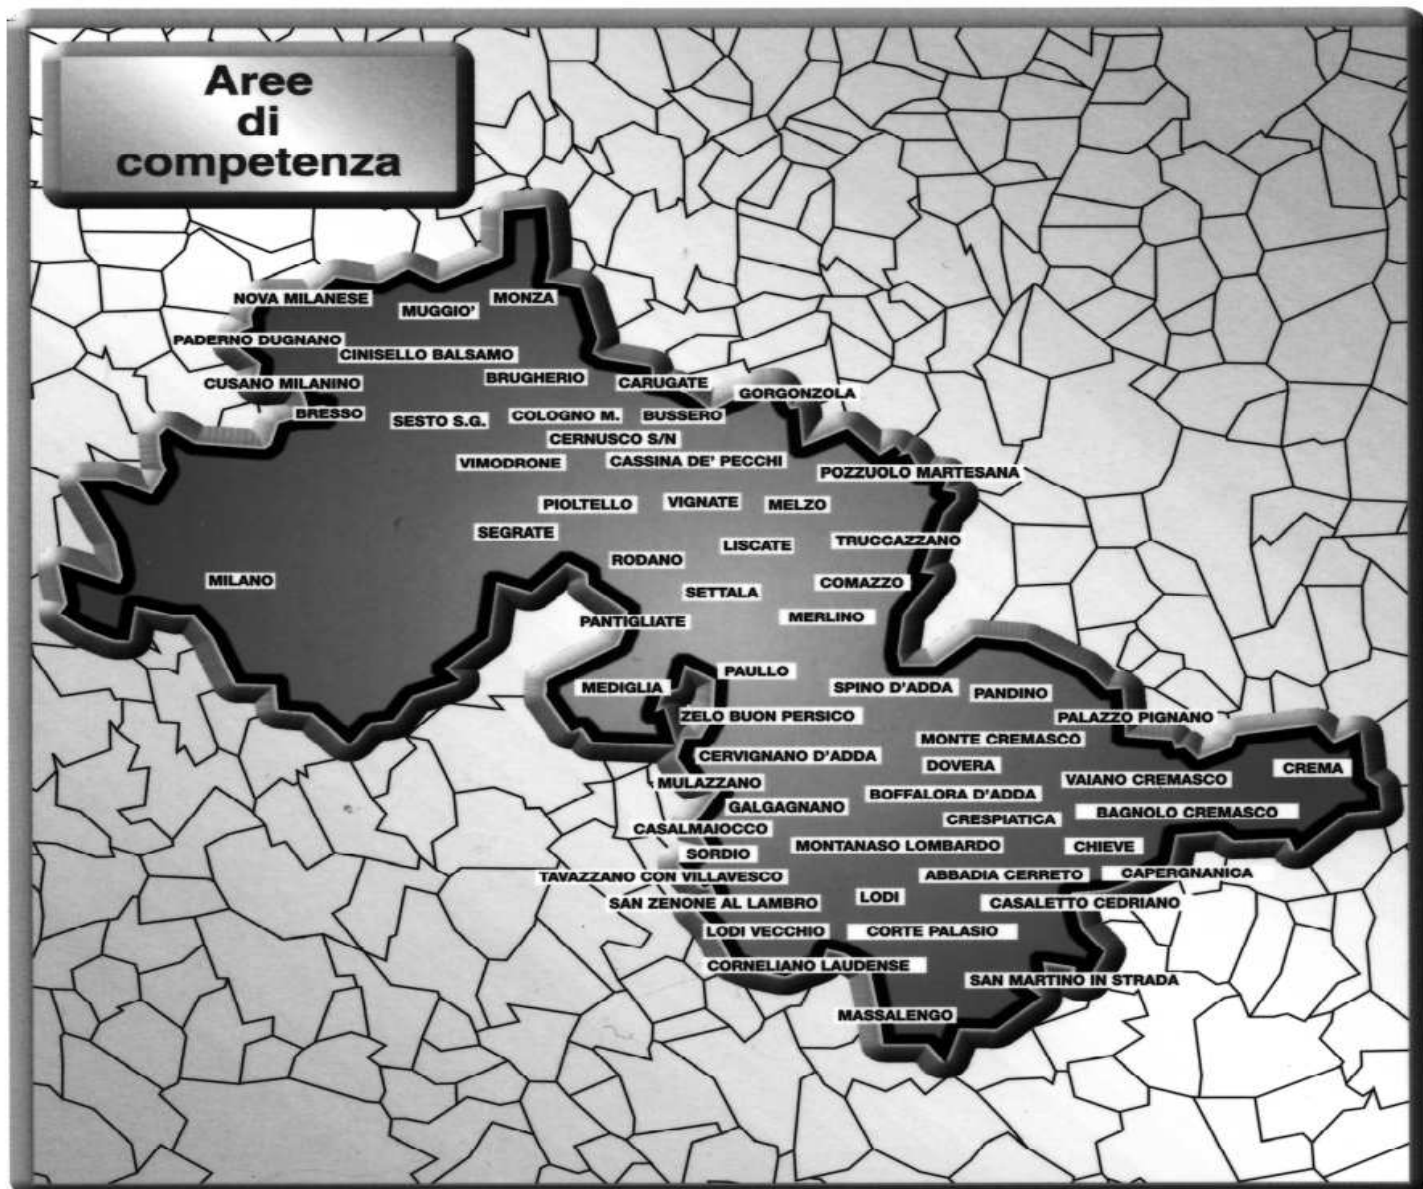 Aree
di
competenza
NOVA MILANESE
MUGGIO'
MONZA
PADERNO DUGNANO
CINISELLO BALSAMO
CUSANO MILANINO
BRUGHERIO
CARUGATE
GORGONZOLA
BRESSO
SESTO S.G.
COLOGNO M.
BUSSERO
CERNUSCO S/N
VIMODRONE
CASSINA DE' PECCHI
POZZUOLO MARTESANA
PIOLTELLO
VIGNATE
MELZO
SEGRATE
LISCATE
TRUCCAZZANO
RODANO
MILANO
COMAZZO
SETTALA
PANTIGLIATE
MERLINO
PAULLO
MEDIGLIA
SPINO D'ADDA
PANDINO
ZELO BUON PERSICO
PALAZZO PIGNANO
MONTE CREMASCO
CERVIGNANO D'ADDA
DOVERA
CREMA
MULAZZANO
VAIANO CREMASCO
BOFFALORA D'ADDA
GALGAGNANO
BAGNOLO CREMASCO
CRESPIATICA
CASALMAIOCCO
MONTANASO LOMBARDO
CHIEVE
SORDIO
TAVAZZANO CON VILLAVESCO
ABBADIA CERRETO
CAPERGNANICA
SAN ZENONE AL LAMBRO
LODI
CASALETTO CEDRIANO
LODI VECCHIO
CORTE PALASIO
CORNELIANO LAUDENSE
SAN MARTINO IN STRADA
MASSALENGO